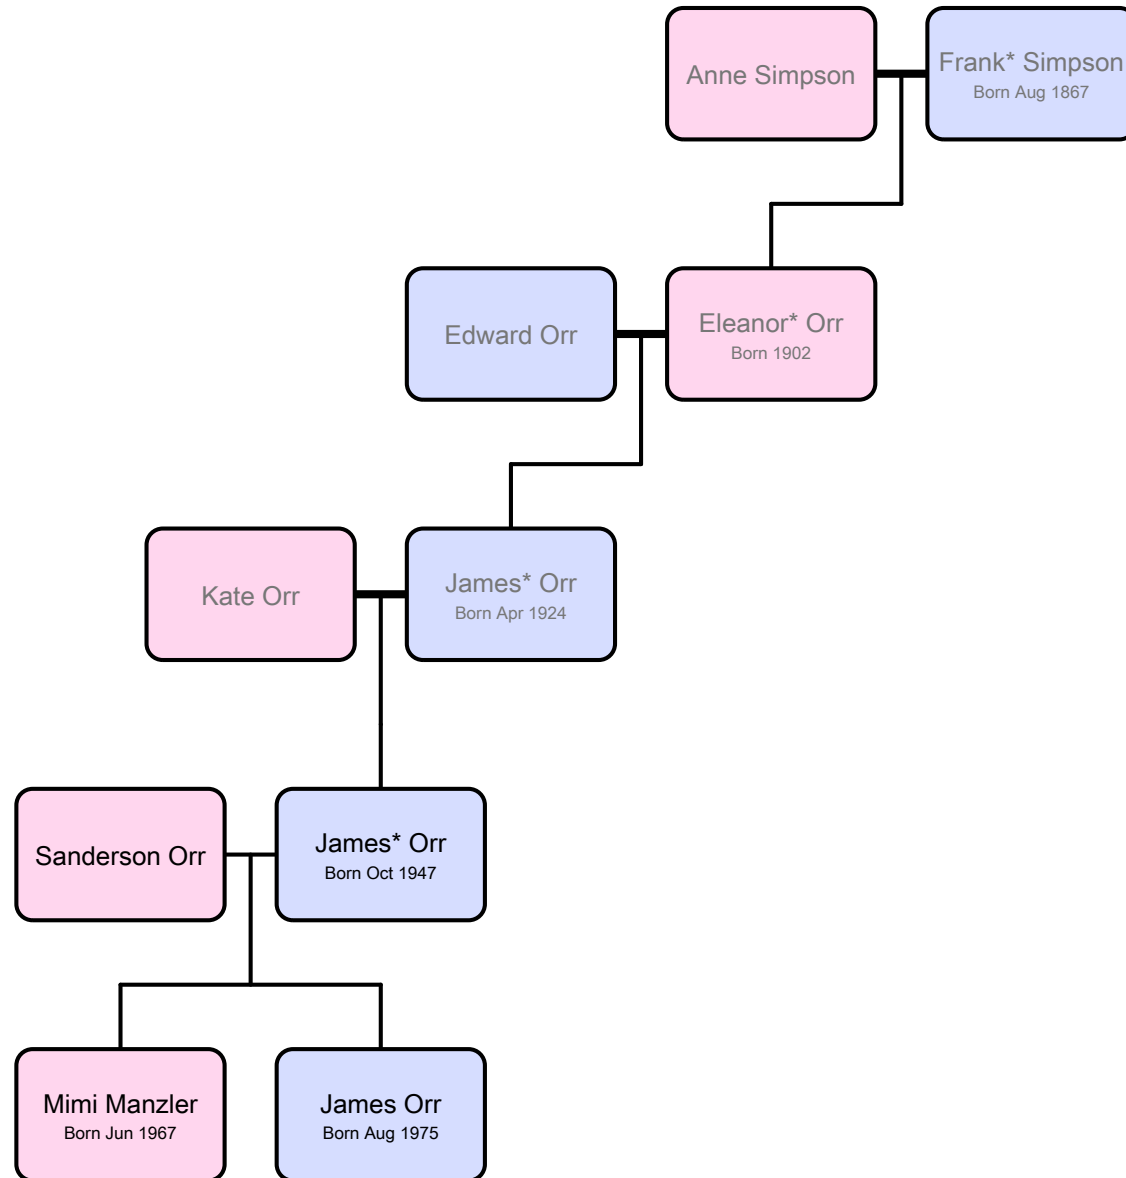 Anne Simpson
Frank* Simpson
Born Aug 1867
Edward Orr
Eleanor* Orr
Born 1902
Kate Orr
James* Orr
Born Apr 1924
Sanderson Orr
James* Orr
Born Oct 1947
Mimi Manzler
Born Jun 1967
James Orr
Born Aug 1975